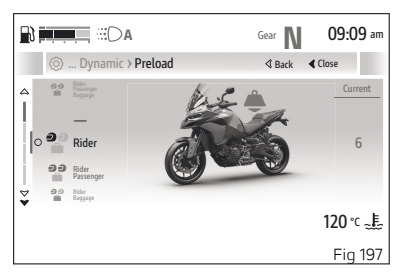 A
Gear N
09:09 am
... Dynamic > Preload
Back
Close
Rider
Passenger
Baggage
Current
Rider
6
Rider
Passenger
Rider
Baggage
120 °C
Fig 197